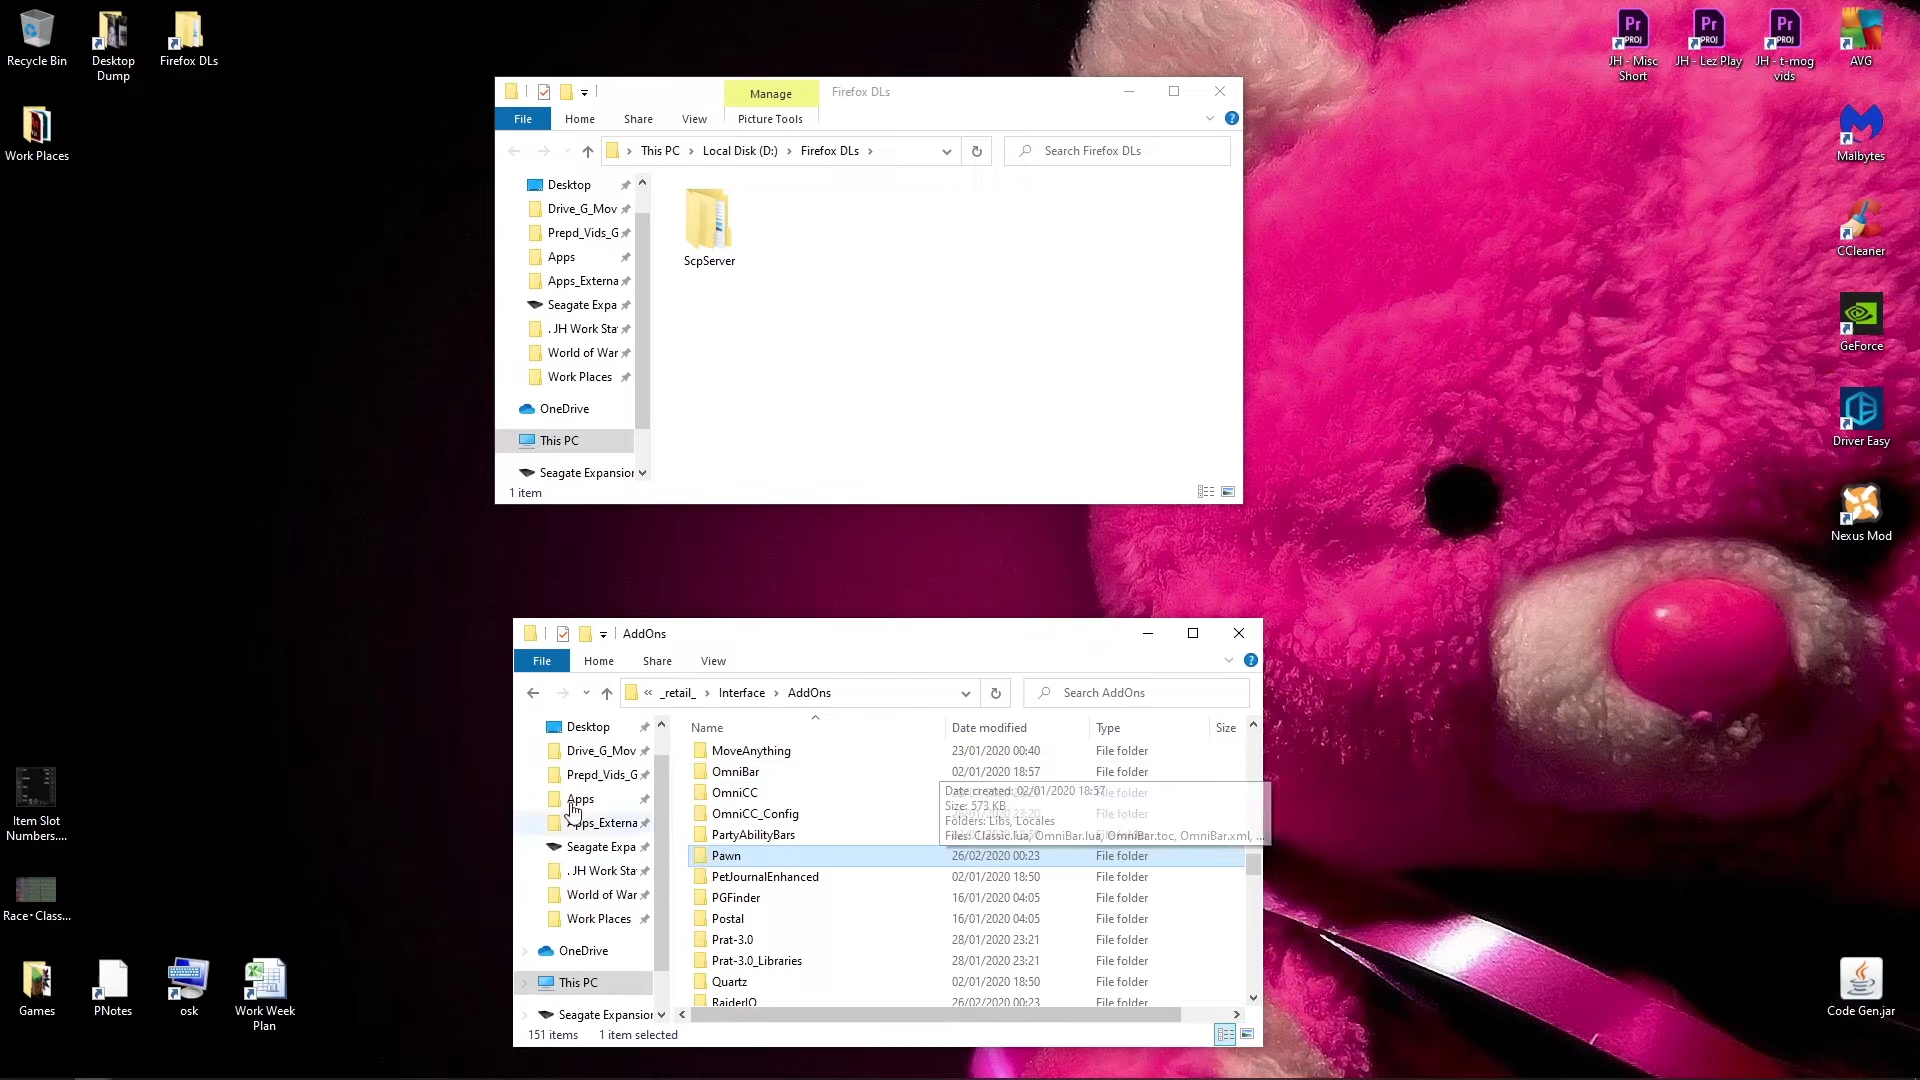 Recycle Bin
Desktop
Dump
Firefox DLs
Work Places
JH - Misc
Short
JH - Lez Play
JH - t-mog
vids
AVG
Malbytes
CCleaner
GeForce
Driver Easy
Nexus Mod
Code Gen.jar
Manage
Firefox DLs
File
Home
Share
View
Picture Tools
This PC
Local Disk (D:)
Firefox DLs
Search Firefox DLs
Desktop
Drive_G_Mov
Prepd_Vids_G
Apps
Apps_Externa
Seagate Expa
. JH Work Sta
World of War
Work Places
OneDrive
This PC
Seagate Expansion
ScpServer
1 item
AddOns
File
Home
Share
View
« _retail_
Interface
AddOns
Search AddOns
Desktop
Drive_G_Mov
Prepd_Vids_G
Apps
Apps_Externa
Seagate Expa
. JH Work Sta
World of War
Work Places
OneDrive
This PC
Seagate Expansion
Name Date modified Type Size
MoveAnything 23/01/2020 00:40 File folder
OmniBar 02/01/2020 18:57 File folder
OmniCC
OmniCC_Config
PartyAbilityBars
Date created: 02/01/2020 18:57
Size: 573 KB
Folders: Libs, Locales
Files: Classic.lua, OmniBar.lua, OmniBar.toc, OmniBar.xml, ...
Pawn 26/02/2020 00:23 File folder
PetJournalEnhanced 02/01/2020 18:50 File folder
PGFinder 16/01/2020 04:05 File folder
Postal 16/01/2020 04:05 File folder
Prat-3.0 28/01/2020 23:21 File folder
Prat-3.0_Libraries 28/01/2020 23:21 File folder
Quartz 02/01/2020 18:50 File folder
RaiderIO 26/02/2020 00:23 File folder
151 items 1 item selected
Item Slot
Numbers....
Race・Class...
Games
PNotes
osk
Work Week
Plan